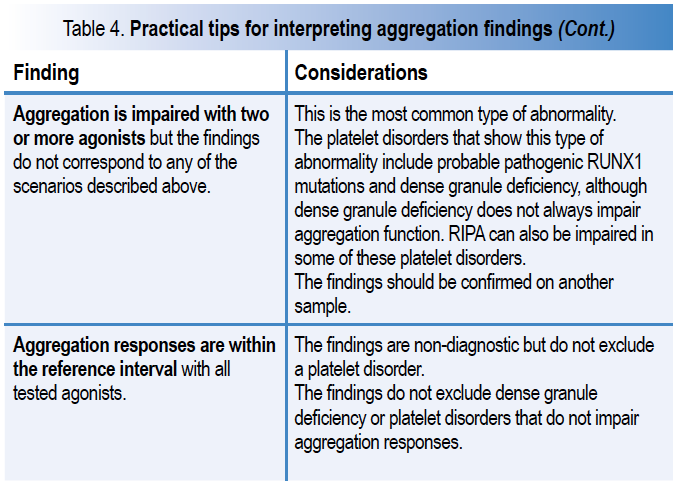 Table 4. Practical tips for interpreting aggregation findings (Cont.)
Finding
Considerations
Aggregation is impaired with two
or more agonists but the findings
do not correspond to any of the
scenarios described above.
This is the most common type of abnormality.
The platelet disorders that show this type of
abnormality include probable pathogenic RUNX1
mutations and dense granule deficiency, although
dense granule deficiency does not always impair
aggregation function. RIPA can also be impaired in
some of these platelet disorders.
The findings should be confirmed on another
sample.
Aggregation responses are within
the reference interval with all
tested agonists.
The findings are non-diagnostic but do not exclude
a platelet disorder.
The findings do not exclude dense granule
deficiency or platelet disorders that do not impair
aggregation responses.